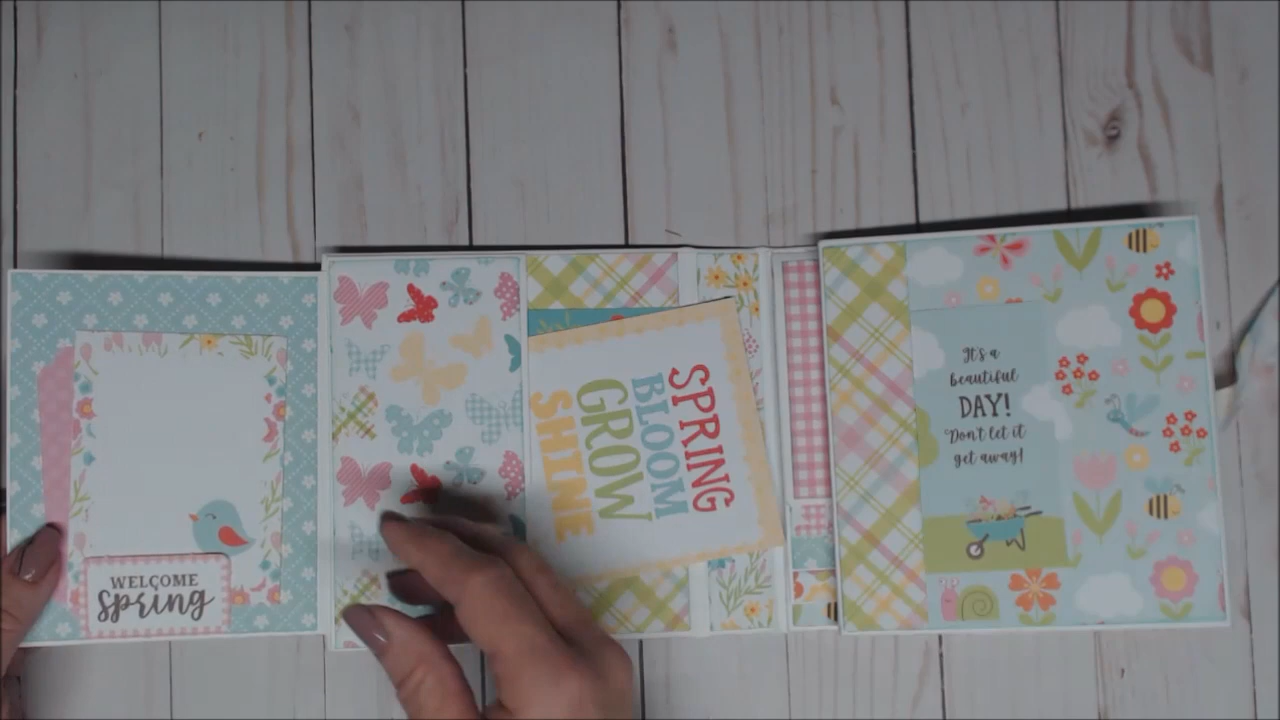 WELCOME
spring
SPRING
BLOOM
GROW
SHINE
It's a
beautiful
DAY!
Don't let it
get away!